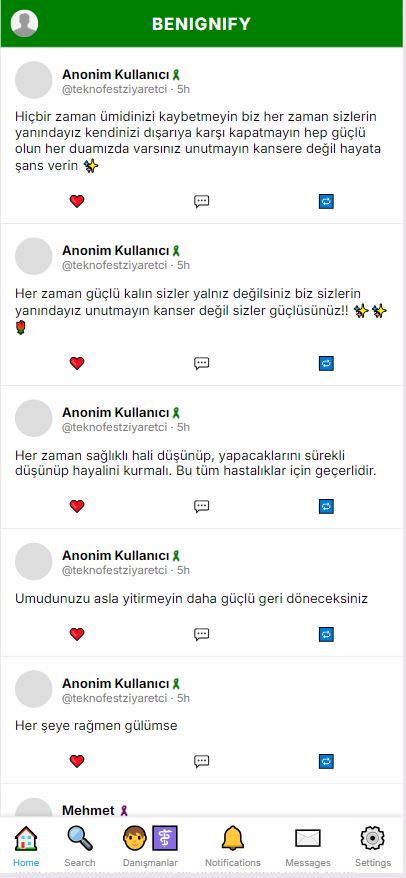 BENIGNIFY
Anonim Kullanıcı
@teknofestziyaretci · 5h
Hiçbir zaman ümidinizi kaybetmeyin biz her zaman sizlerin
yanındayız kendinizi dışarıya karşı kapatmayın hep güçlü
olun her duamızda varsınız unutmayın kansere değil hayata
şans verin ✨
Anonim Kullanıcı
@teknofestziyaretci · 5h
Her zaman güçlü kalın sizler yalnız değilsiniz biz sizlerin
yanındayız unutmayın kanser değil sizler güçlüsünüz!! ✨✨
🌹
Anonim Kullanıcı
@teknofestziyaretci · 5h
Her zaman sağlıklı hali düşünüp, yapacaklarını sürekli
düşünüp hayalini kurmalı. Bu tüm hastalıklar için geçerlidir.
Anonim Kullanıcı
@teknofestziyaretci · 5h
Umudunuzu asla yitirmeyin daha güçlü geri döneceksiniz
Anonim Kullanıcı
@teknofestziyaretci · 5h
Her şeye rağmen gülümse
Mehmet
Home Search Danışmanlar Notifications Messages Settings